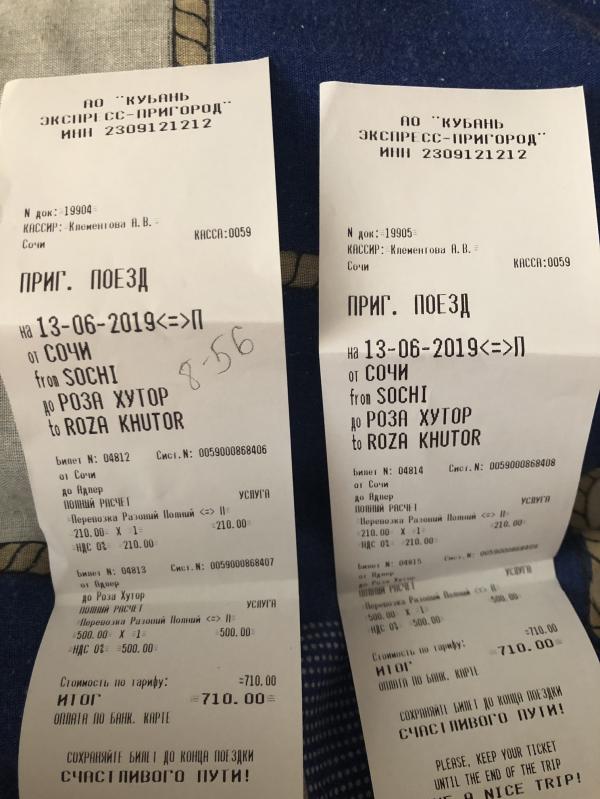 АО "КУБАНЬ
ЭКСПРЕСС-ПРИГОРОД"
ИНН 2309121212
N док: 19904
КАССИР: Клементова А.В.
Сочи КАССА:0059
ПРИГ. ПОЕЗД
на 13-06-2019<=>П
от СОЧИ
from SOCHI
до РОЗА ХУТОР
to ROZA KHUTOR
8-56
Билет N: 04812 Сист.N: 0059000868406
от Сочи
до Адлер
ПОЛНЫЙ РАСЧЕТ УСЛУГА
Перевозка Разовый Полный <=> П
=210.00= X =1= =210.00=
=НДС 0% =210.00=
Билет N: 04813 Сист.N: 0059000868407
от Адлер
до Роза Хутор
ПОЛНЫЙ РАСЧЕТ УСЛУГА
Перевозка Разовый Полный <=> П
=500.00= X =1= =500.00=
=НДС 0% =500.00=
Стоимость по тарифу: =710.00
ИТОГ =710.00=
ОПЛАТА ПО БАНК. КАРТЕ
СОХРАНЯЙТЕ БИЛЕТ ДО КОНЦА ПОЕЗДКИ
СЧАСТЛИВОГО ПУТИ!
АО "КУБАНЬ
ЭКСПРЕСС-ПРИГОРОД"
ИНН 2309121212
N док: =19905
КАССИР: =Клементова А.В. =
Сочи КАССА:0059
ПРИГ. ПОЕЗД
на 13-06-2019<=>П
от СОЧИ
from SOCHI
до РОЗА ХУТОР
to ROZA KHUTOR
Билет N: 04814 Сист.N: 0059000868408
от Сочи
до Адлер
ПОЛНЫЙ РАСЧЕТ УСЛУГА
=Перевозка Разовый Полный <=> П
=210.00= X =1= =210.00=
=НДС 0% =210.00=
Билет N: 04815 Сист.N: 0059000868409
от Адлер
до Роза Хутор
ПОЛНЫЙ РАСЧЕТ УСЛУГА
=Перевозка Разовый Полный <=> П
=500.00= X =1= =500.00=
=НДС 0% =500.00=
Стоимость по тарифу: =710.00
ИТОГ =710.00=
ОПЛАТА ПО БАНК. КАРТЕ
СОХРАНЯЙТЕ БИЛЕТ ДО КОНЦА ПОЕЗДКИ
СЧАСТЛИВОГО ПУТИ!
PLEASE, KEEP YOUR TICKET
UNTIL THE END OF THE TRIP
A NICE TRIP!